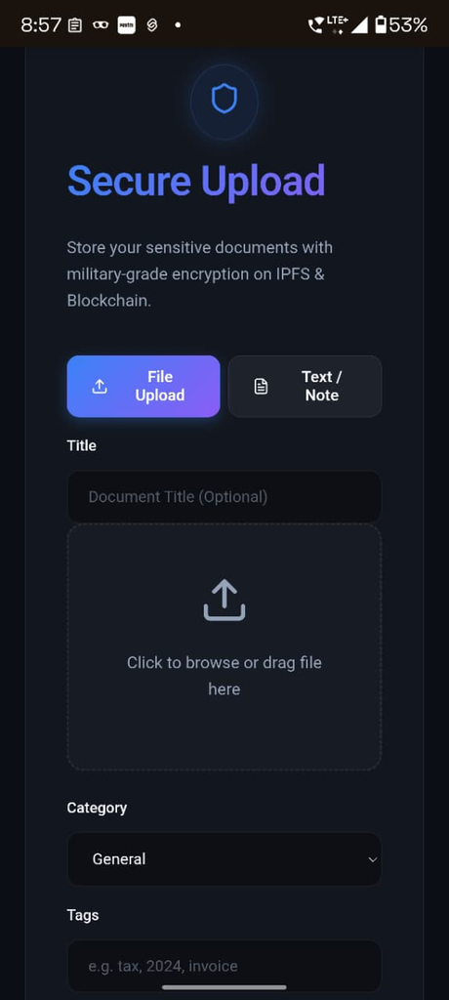 8:57
LTE+
53%
Secure Upload
Store your sensitive documents with
military-grade encryption on IPFS &
Blockchain.
File
Upload
Text /
Note
Title
Document Title (Optional)
Click to browse or drag file
here
Category
General
Tags
e.g. tax, 2024, invoice